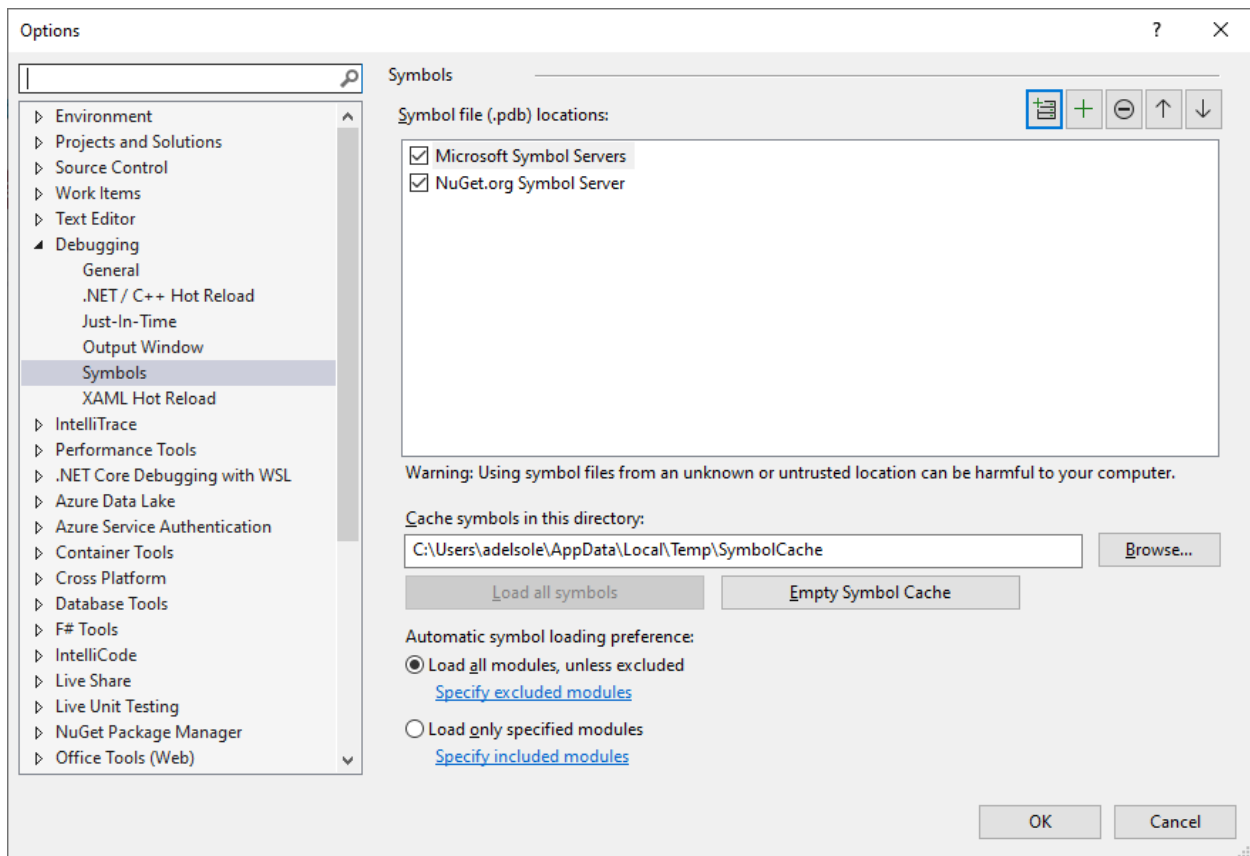 Options
?
Symbols
Environment
Projects and Solutions
Source Control
Work Items
Text Editor
Debugging
General
.NET / C++ Hot Reload
Just-In-Time
Output Window
Symbols
XAML Hot Reload
IntelliTrace
Performance Tools
.NET Core Debugging with WSL
Azure Data Lake
Azure Service Authentication
Container Tools
Cross Platform
Database Tools
F# Tools
IntelliCode
Live Share
Live Unit Testing
NuGet Package Manager
Office Tools (Web)
Symbol file (.pdb) locations:
Microsoft Symbol Servers
NuGet.org Symbol Server
Warning: Using symbol files from an unknown or untrusted location can be harmful to your computer.
Cache symbols in this directory:
C:\Users\adelsole\AppData\Local\Temp\SymbolCache
Browse...
Load all symbols
Empty Symbol Cache
Automatic symbol loading preference:
Load all modules, unless excluded
Specify excluded modules
Load only specified modules
Specify included modules
OK
Cancel